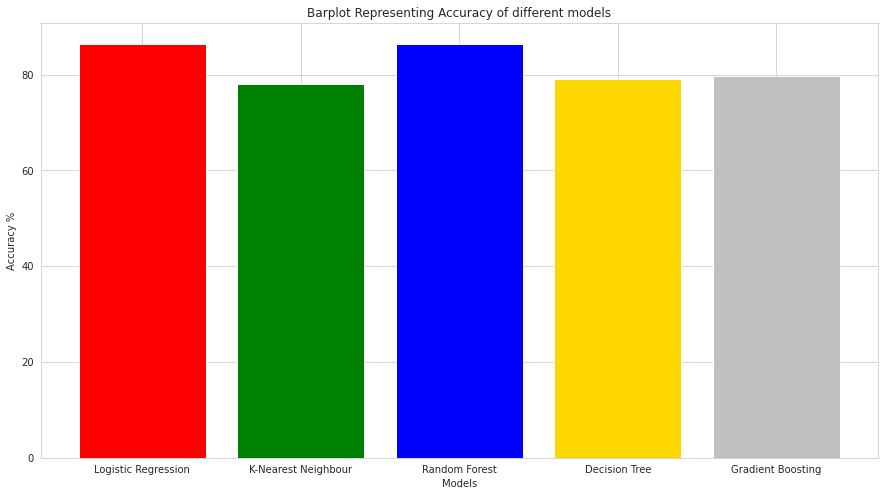 Barplot Representing Accuracy of different models
Accuracy %
80
60
40
20
0
Logistic Regression K-Nearest Neighbour Random Forest Decision Tree Gradient Boosting
Models